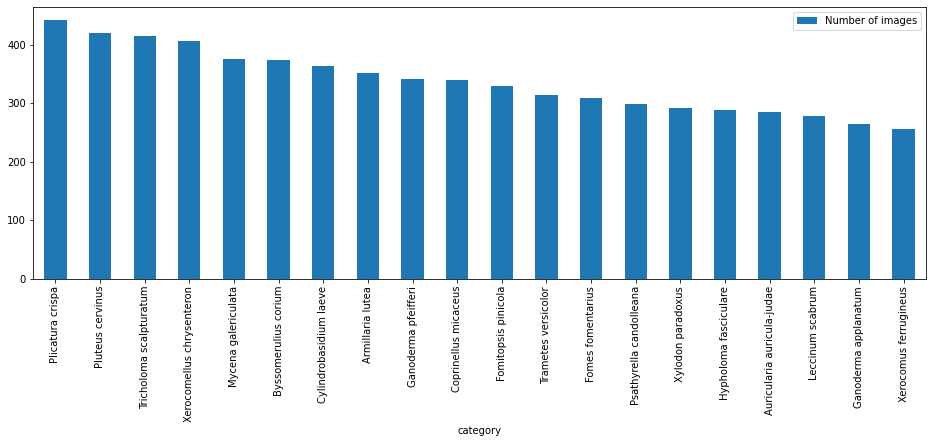 Number of images
400
300
200
100
0
Plicatura crispa
Pluteus cervinus
Tricholoma scalpturatum
Xerocomellus chrysenteron
Mycena galericulata
Byssomerulius corium
Cylindrobasidium laeve
Armillaria lutea
Ganoderma pfeifferi
Coprinellus micaceus
Fomitopsis pinicola
Trametes versicolor
Fomes fomentarius
Psathyrella candolleana
Xylodon paradoxus
Hypholoma fasciculare
Auricularia auricula-judae
Leccinum scabrum
Ganoderma applanatum
Xerocomus ferrugineus
category